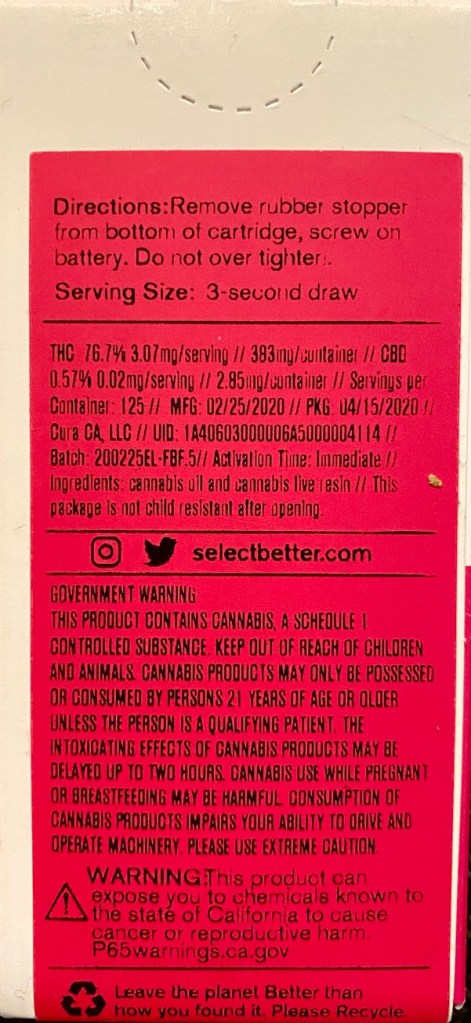 Directions:Remove rubber stopper
from bottom of cartridge, screw on
battery. Do not over tighten.
Serving Size: 3-second draw
THC 76.7% 3.07mg/serving // 383mg/container // CBD
0.57% 0.02mg/serving // 2.85mg/container // Servings per
Container: 125 // MFG: 02/25/2020 // PKG: 04/15/2020 //
Cura CA, LLC // UID: 1A40603000006A5000004114 //
Batch: 200225EL-FBF.5// Activation Time: Immediate //
Ingredients: cannabis oil and cannabis live resin // This
package is not child resistant after opening.
selectbetter.com
GOVERNMENT WARNING
THIS PRODUCT CONTAINS CANNABIS, A SCHEDULE 1
CONTROLLED SUBSTANCE. KEEP OUT OF REACH OF CHILDREN
AND ANIMALS. CANNABIS PRODUCTS MAY ONLY BE POSSESSED
OR CONSUMED BY PERSONS 21 YEARS OF AGE OR OLDER
UNLESS THE PERSON IS A QUALIFYING PATIENT. THE
INTOXICATING EFFECTS OF CANNABIS PRODUCTS MAY BE
DELAYED UP TO TWO HOURS. CANNABIS USE WHILE PREGNANT
OR BREASTFEEDING MAY BE HARMFUL. CONSUMPTION OF
CANNABIS PRODUCTS IMPAIRS YOUR ABILITY TO DRIVE AND
OPERATE MACHINERY. PLEASE USE EXTREME CAUTION.
WARNING:This product can
expose you to chemicals known to
the state of California to cause
cancer or reproductive harm.
P65warnings.ca.gov
Leave the planet Better than
how you found it. Please Recycle.